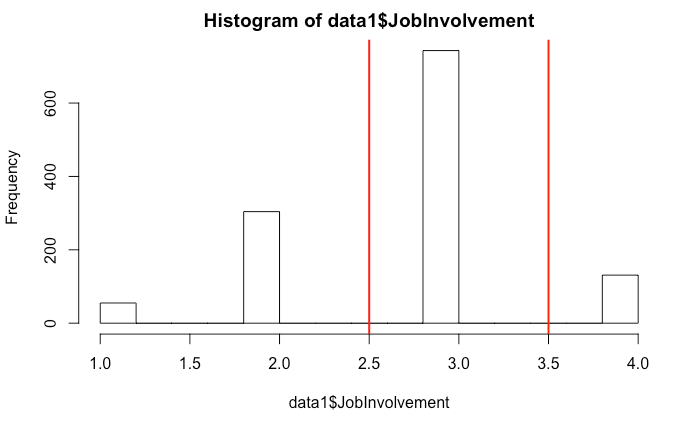 Histogram of data1$JobInvolvement
Frequency
600
400
200
0
1.0 1.5 2.0 2.5 3.0 3.5 4.0
data1$JobInvolvement